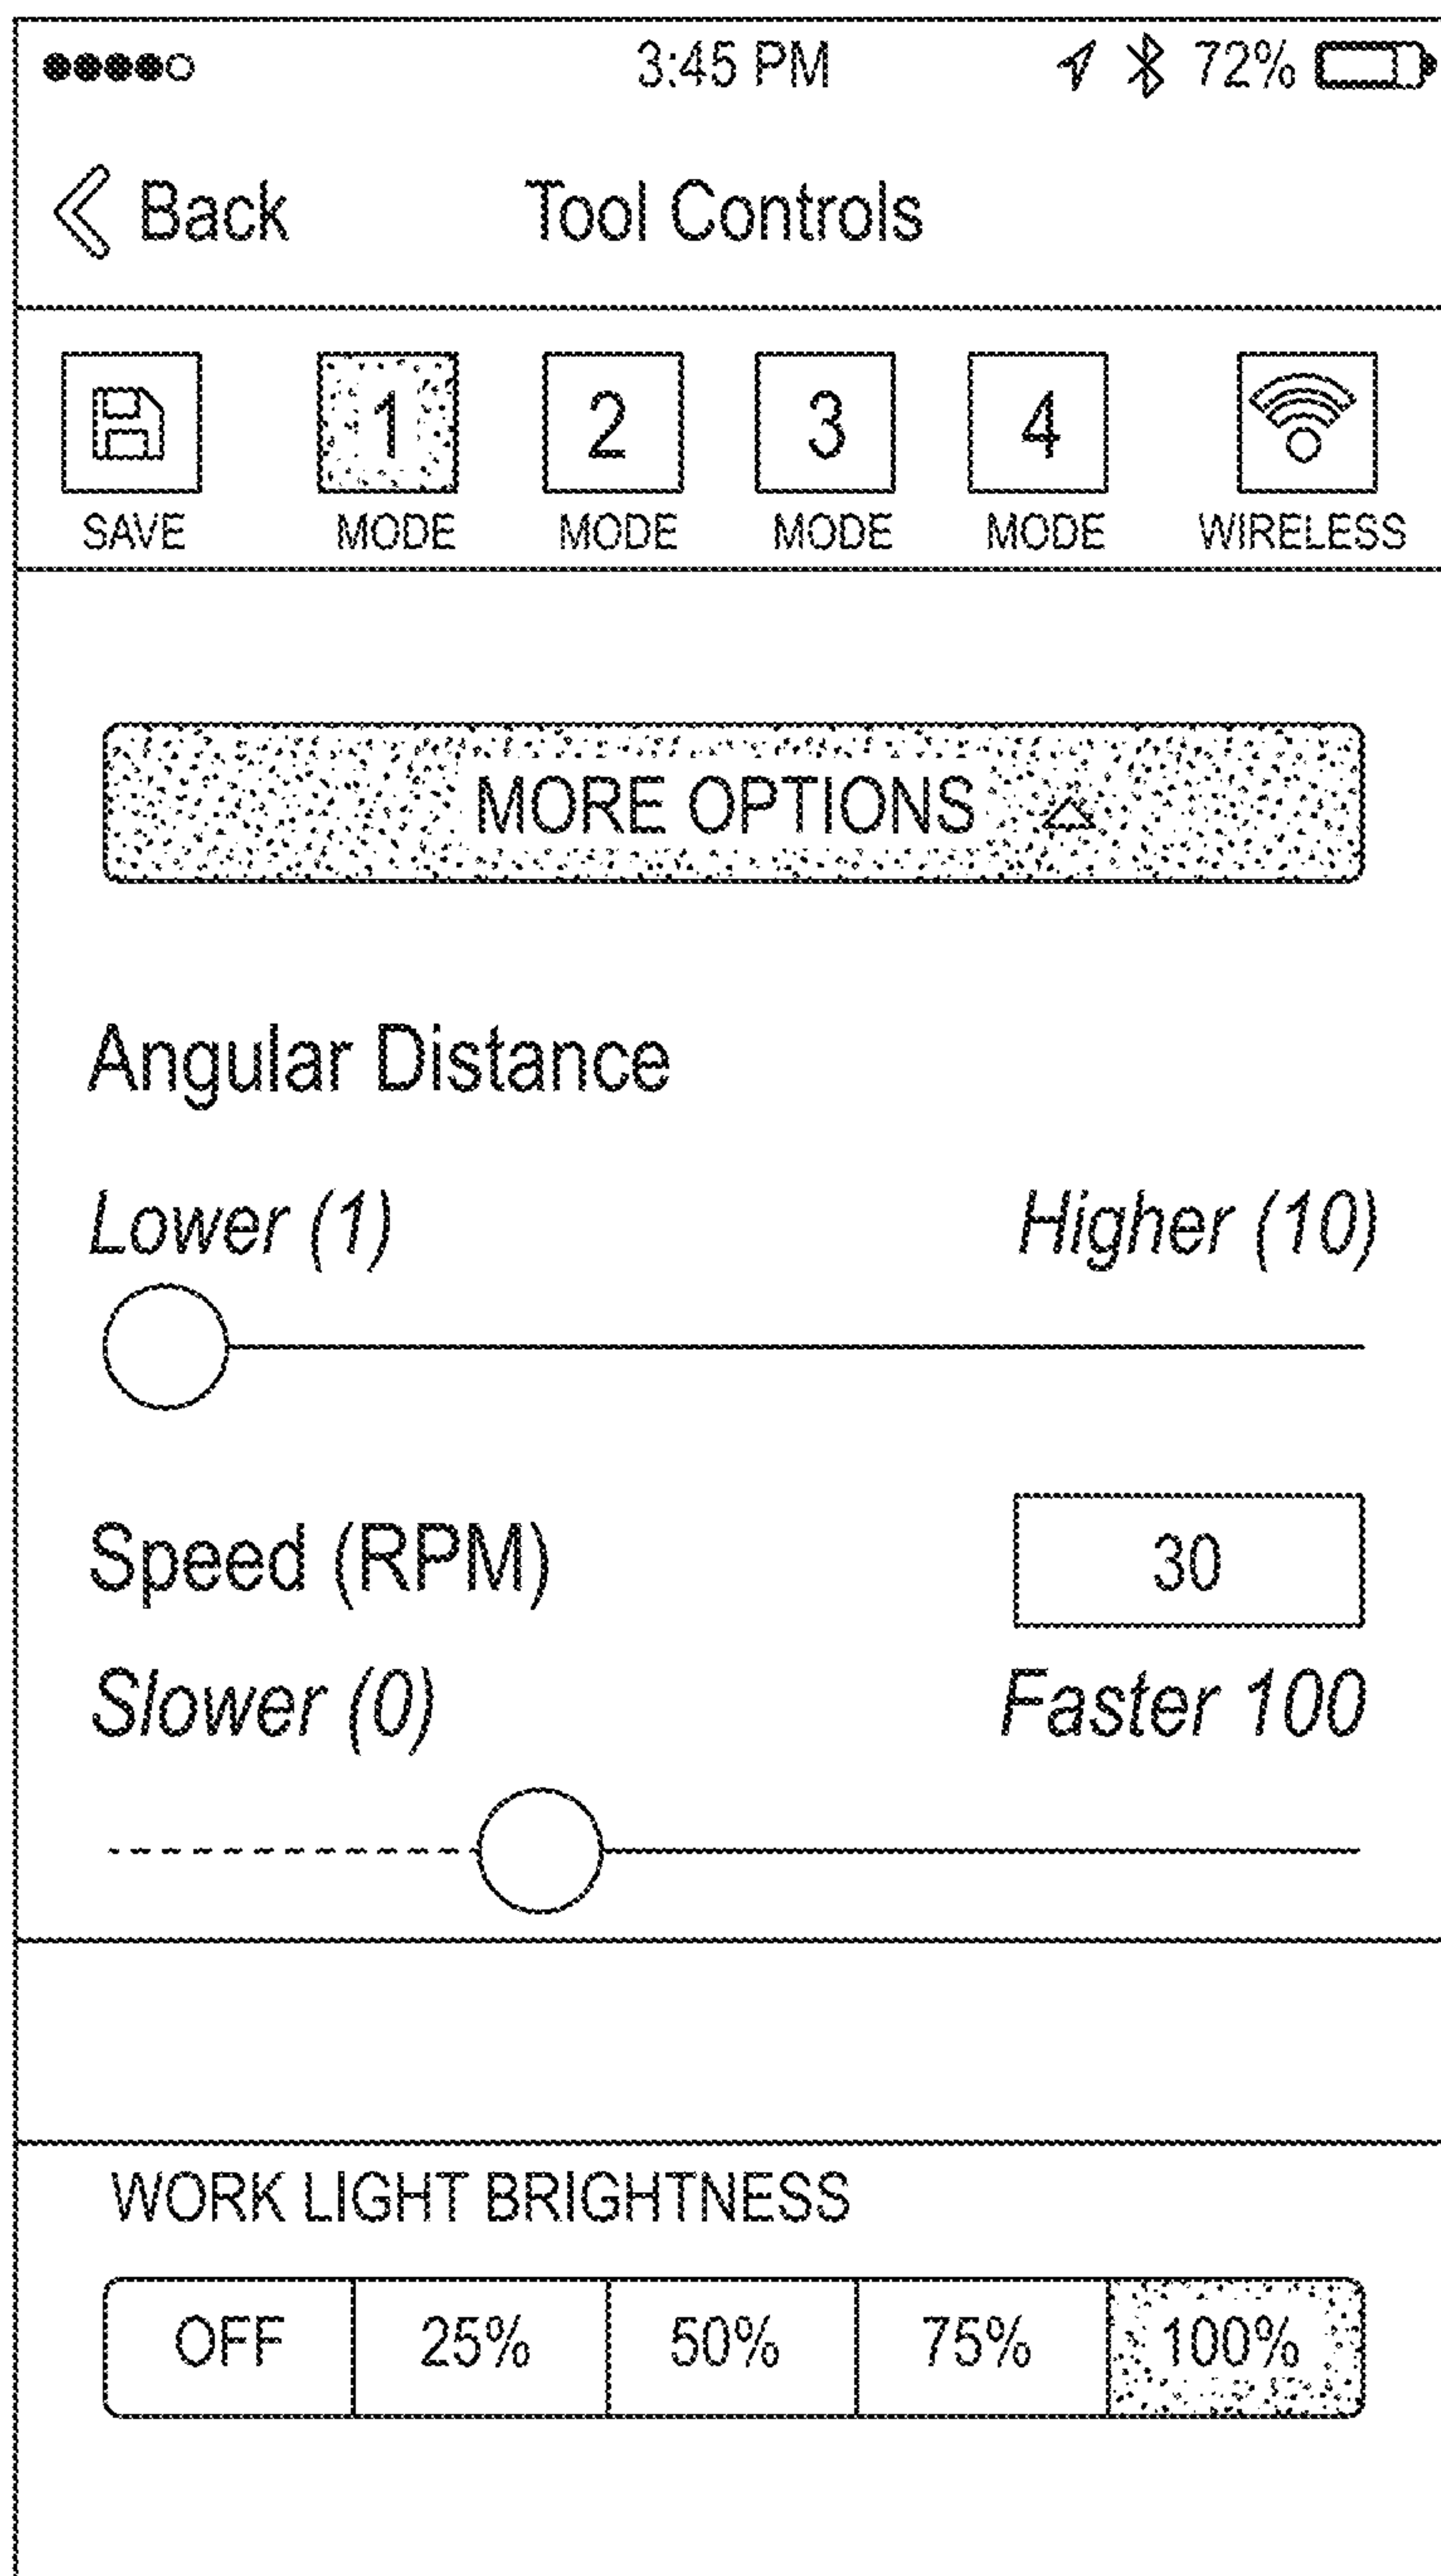 3:45 PM 72%
Back Tool Controls
1 2 3 4
SAVE MODE MODE MODE MODE WIRELESS
MORE OPTIONS
Angular Distance
Lower (1) Higher (10)
Speed (RPM) 30
Slower (0) Faster 100
WORK LIGHT BRIGHTNESS
OFF 25% 50% 75% 100%